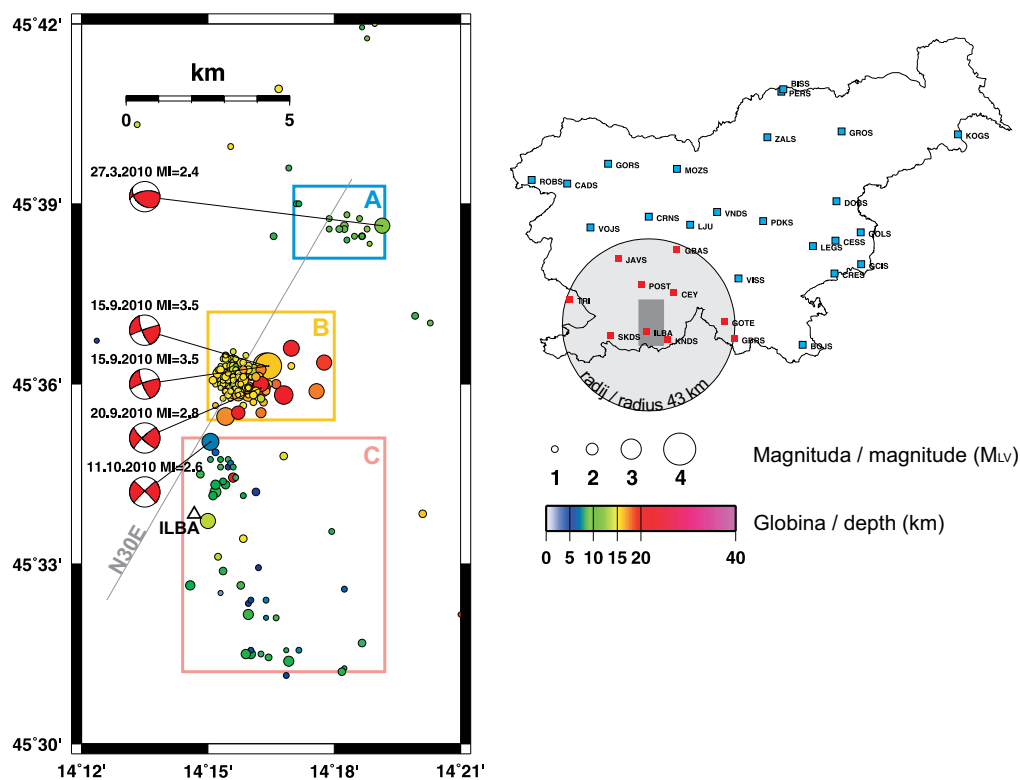 45°42'
45°39'
45°36'
45°33'
45°30'
14°12'
14°15'
14°18'
14°21'
km
0
5
27.3.2010 Ml=2.4
15.9.2010 Ml=3.5
15.9.2010 Ml=3.5
20.9.2010 Ml=2.8
11.10.2010 Ml=2.6
A
B
C
ILBA
N30E
BISS
PERS
ZALS
GROS
KOGS
GORS
MOZS
ROBS
CADS
DOBS
VNDS
CRNS
LJU
PDKS
VOJS
GOLS
CESS
LEGS
GBAS
JAVS
GCIS
CRES
VISS
POST
CEY
TRI
GOTE
SKDS
ILBA
KNDS
GBRS
BOJS
radij / radius 43 km
1
2
3
4
Magnituda / magnitude (MLV)
Globina / depth (km)
0
5
10
15
20
40